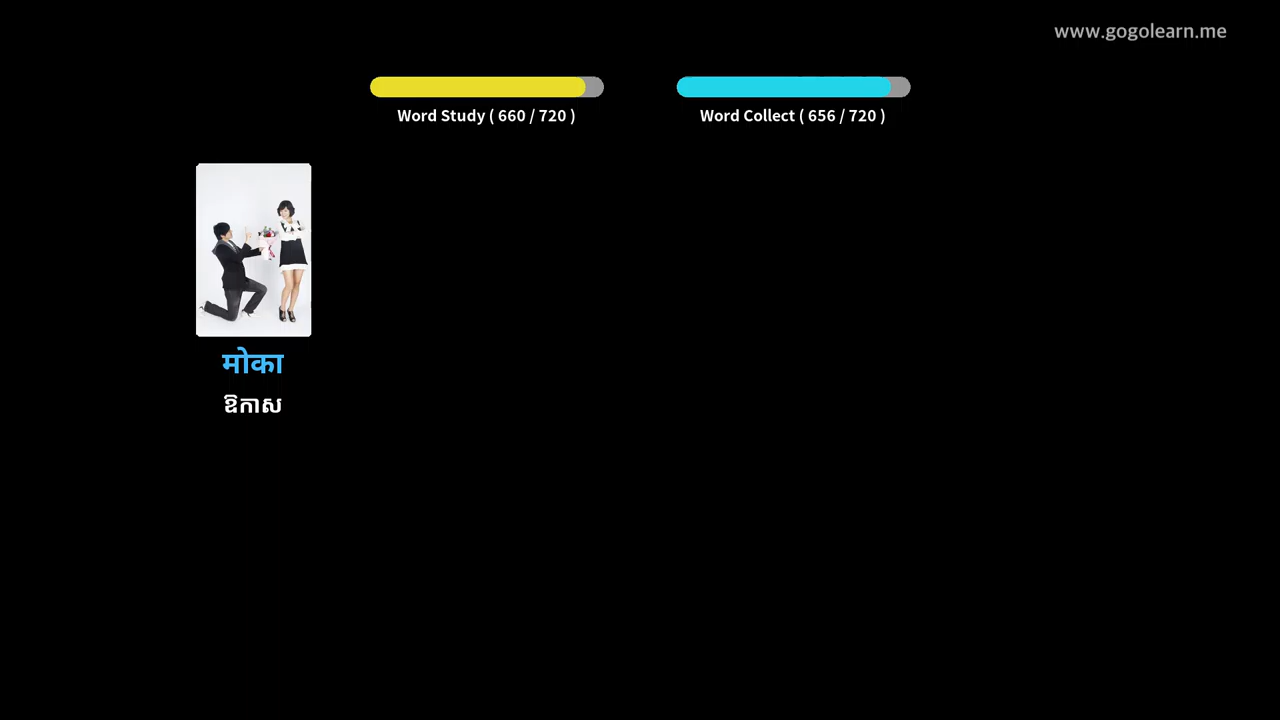 www.gogolearn.me
Word Study ( 660 / 720 )
Word Collect ( 656 / 720 )
मोका
ឱកាស